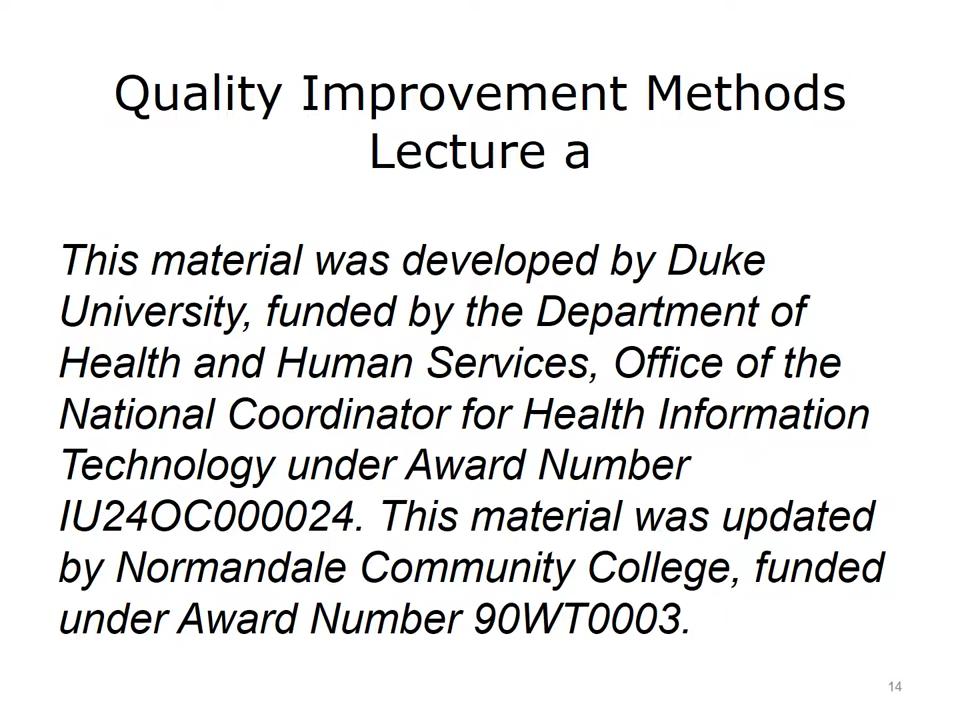 Quality Improvement Methods
Lecture a
This material was developed by Duke
University, funded by the Department of
Health and Human Services, Office of the
National Coordinator for Health Information
Technology under Award Number
IU24OC000024. This material was updated
by Normandale Community College, funded
under Award Number 90WT0003.
14